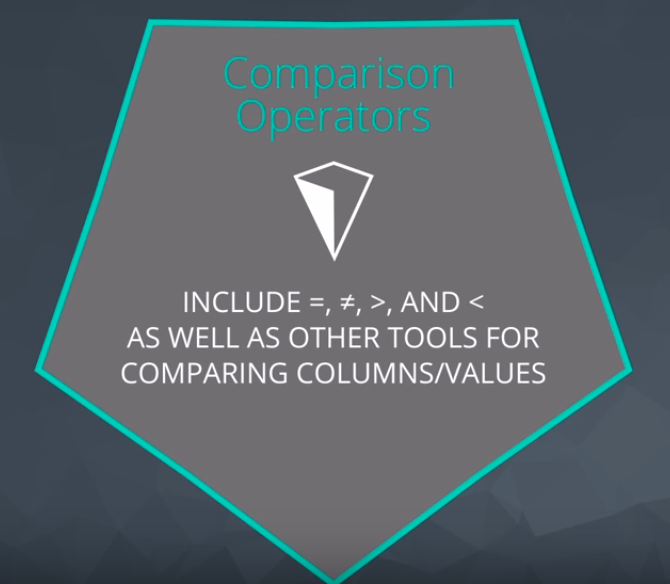 Comparison
Operators
INCLUDE =, ≠, >, AND <
AS WELL AS OTHER TOOLS FOR
COMPARING COLUMNS/VALUES